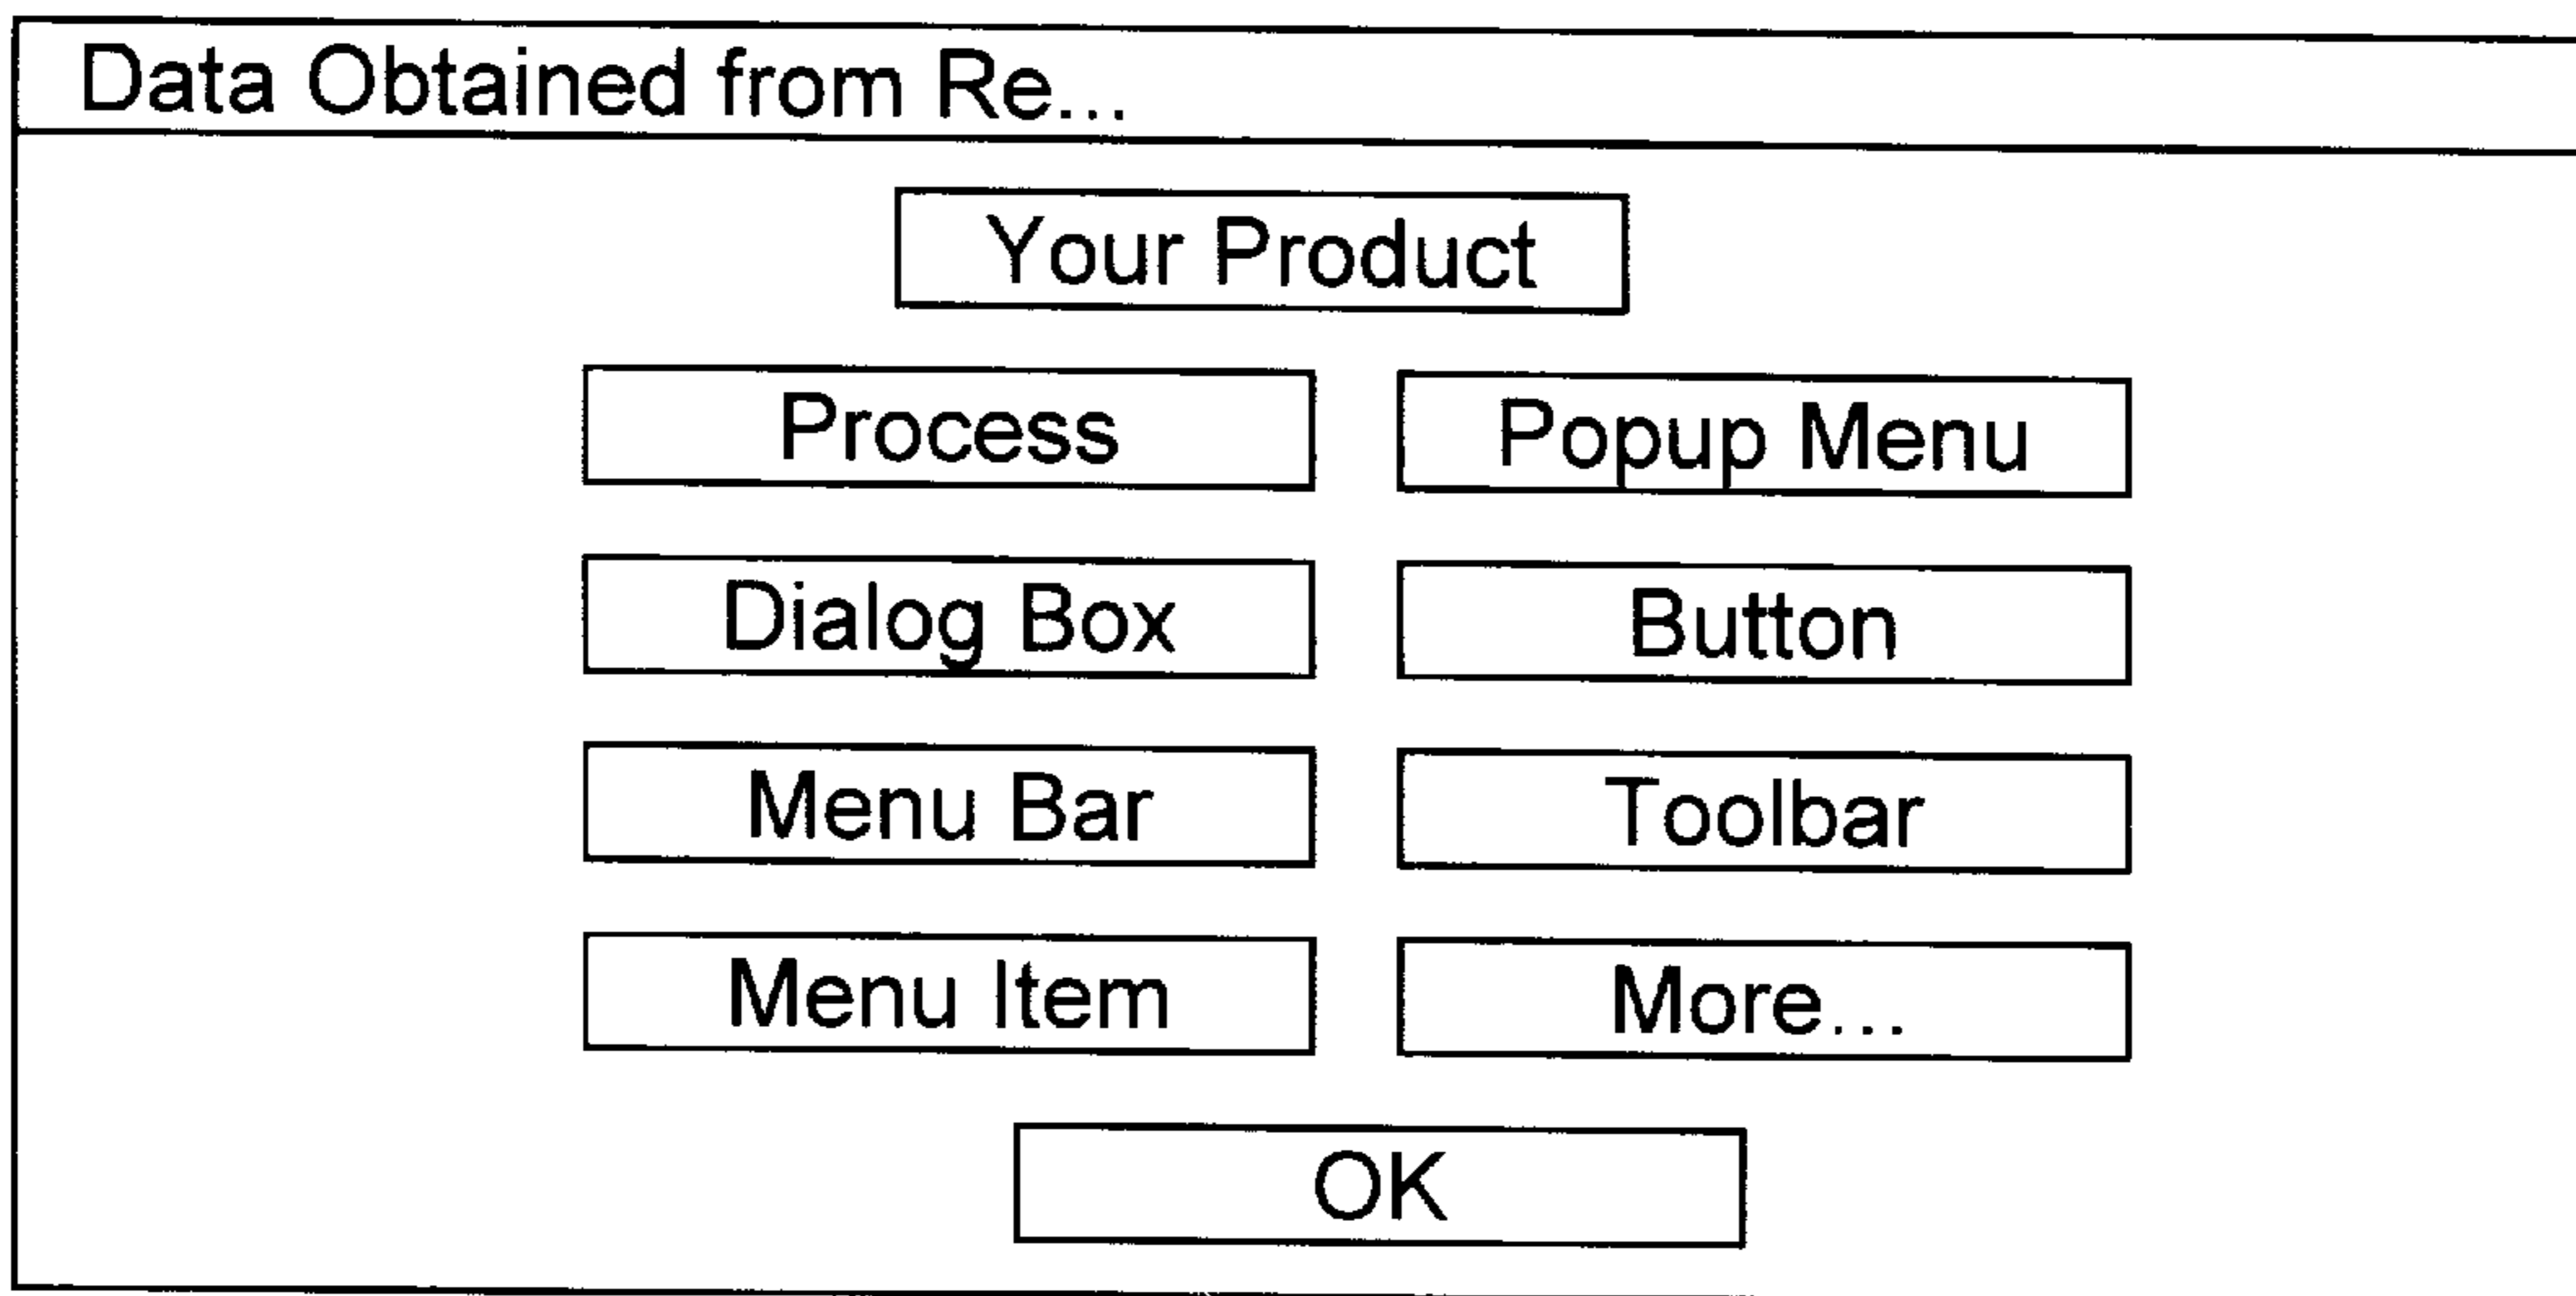 Data Obtained from Re...
Your Product
Process Popup Menu
Dialog Box Button
Menu Bar Toolbar
Menu Item More...
OK